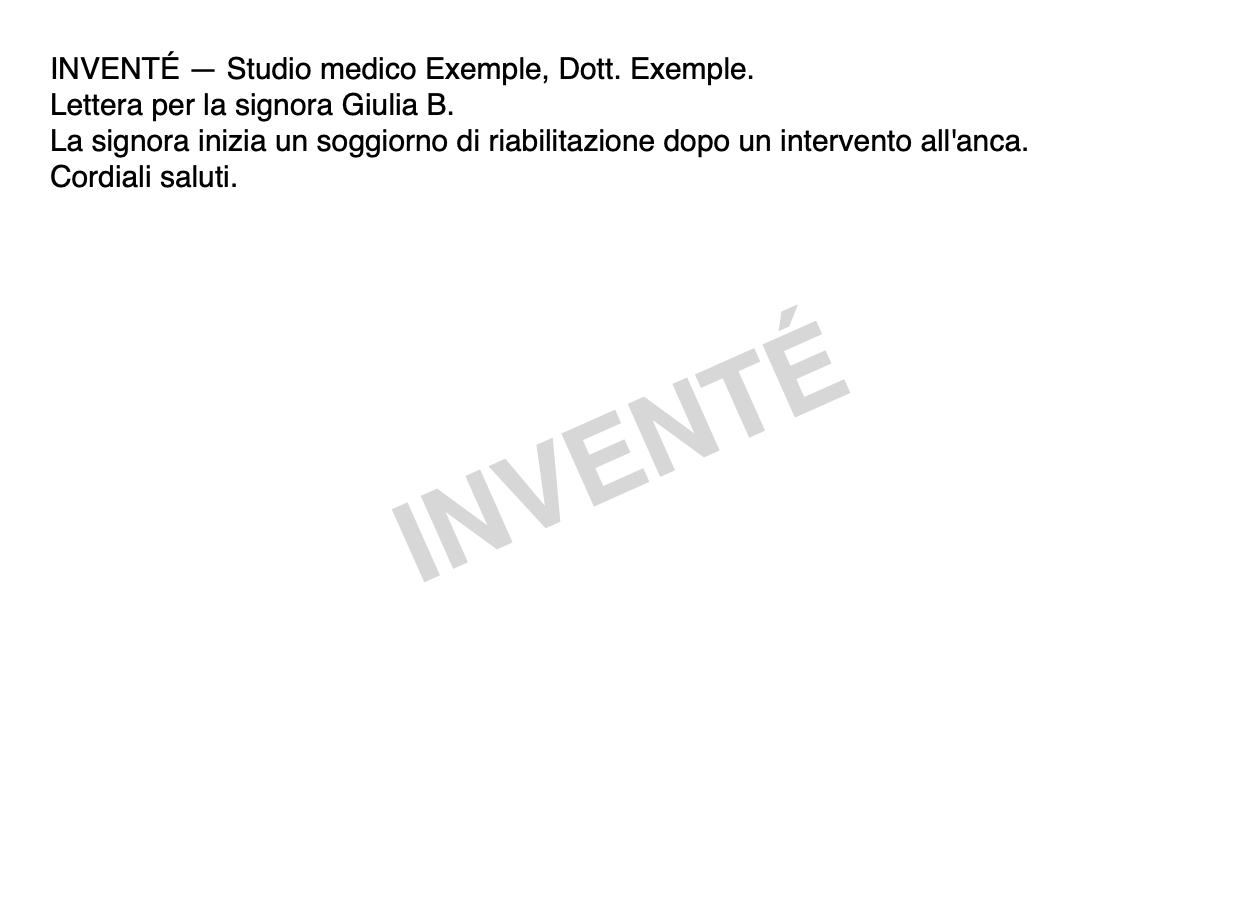 INVENTÉ — Studio medico Exemple, Dott. Exemple.
Lettera per la signora Giulia B.
La signora inizia un soggiorno di riabilitazione dopo un intervento all'anca.
Cordiali saluti.
INVENTÉ